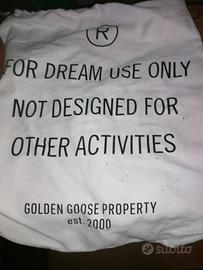 R
FOR DREAM USE ONLY
NOT DESIGNED FOR
OTHER ACTIVITIES
GOLDEN GOOSE PROPERTY
est. 2000
subito